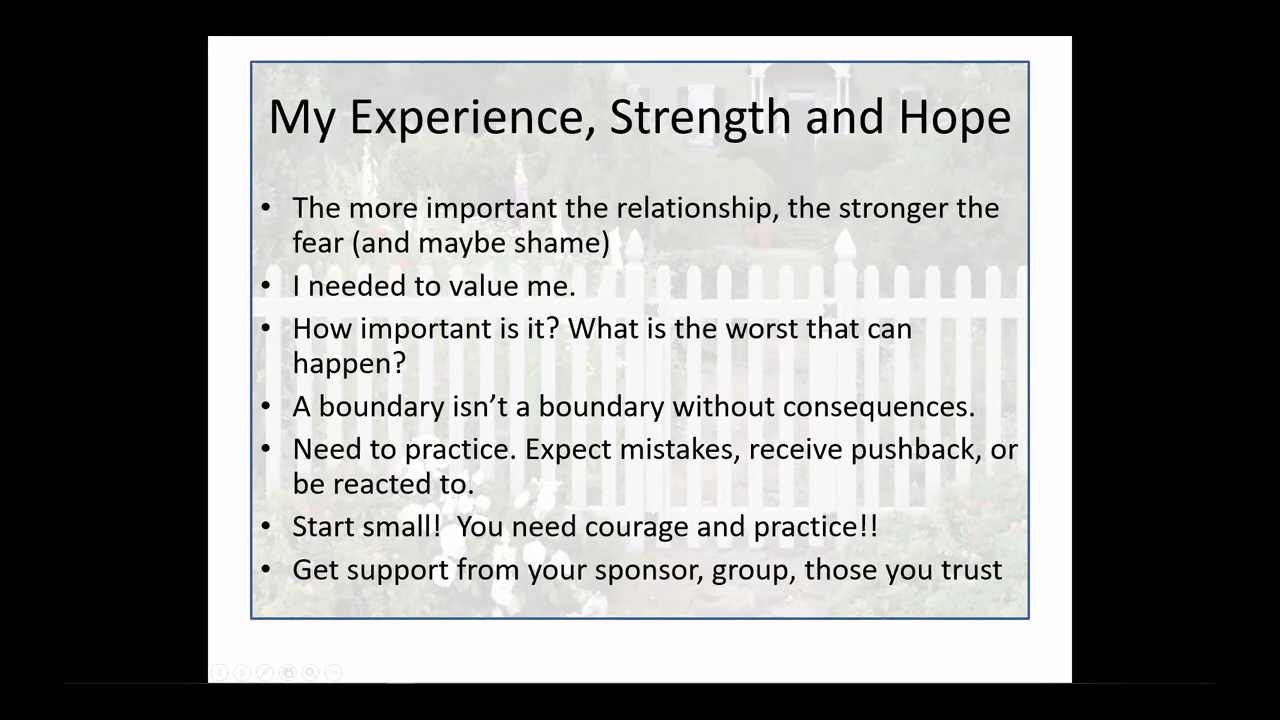 My Experience, Strength and Hope
• The more important the relationship, the stronger the
fear (and maybe shame)
• I needed to value me.
• How important is it? What is the worst that can
happen?
• A boundary isn’t a boundary without consequences.
• Need to practice. Expect mistakes, receive pushback, or
be reacted to.
• Start small!  You need courage and practice!!
• Get support from your sponsor, group, those you trust